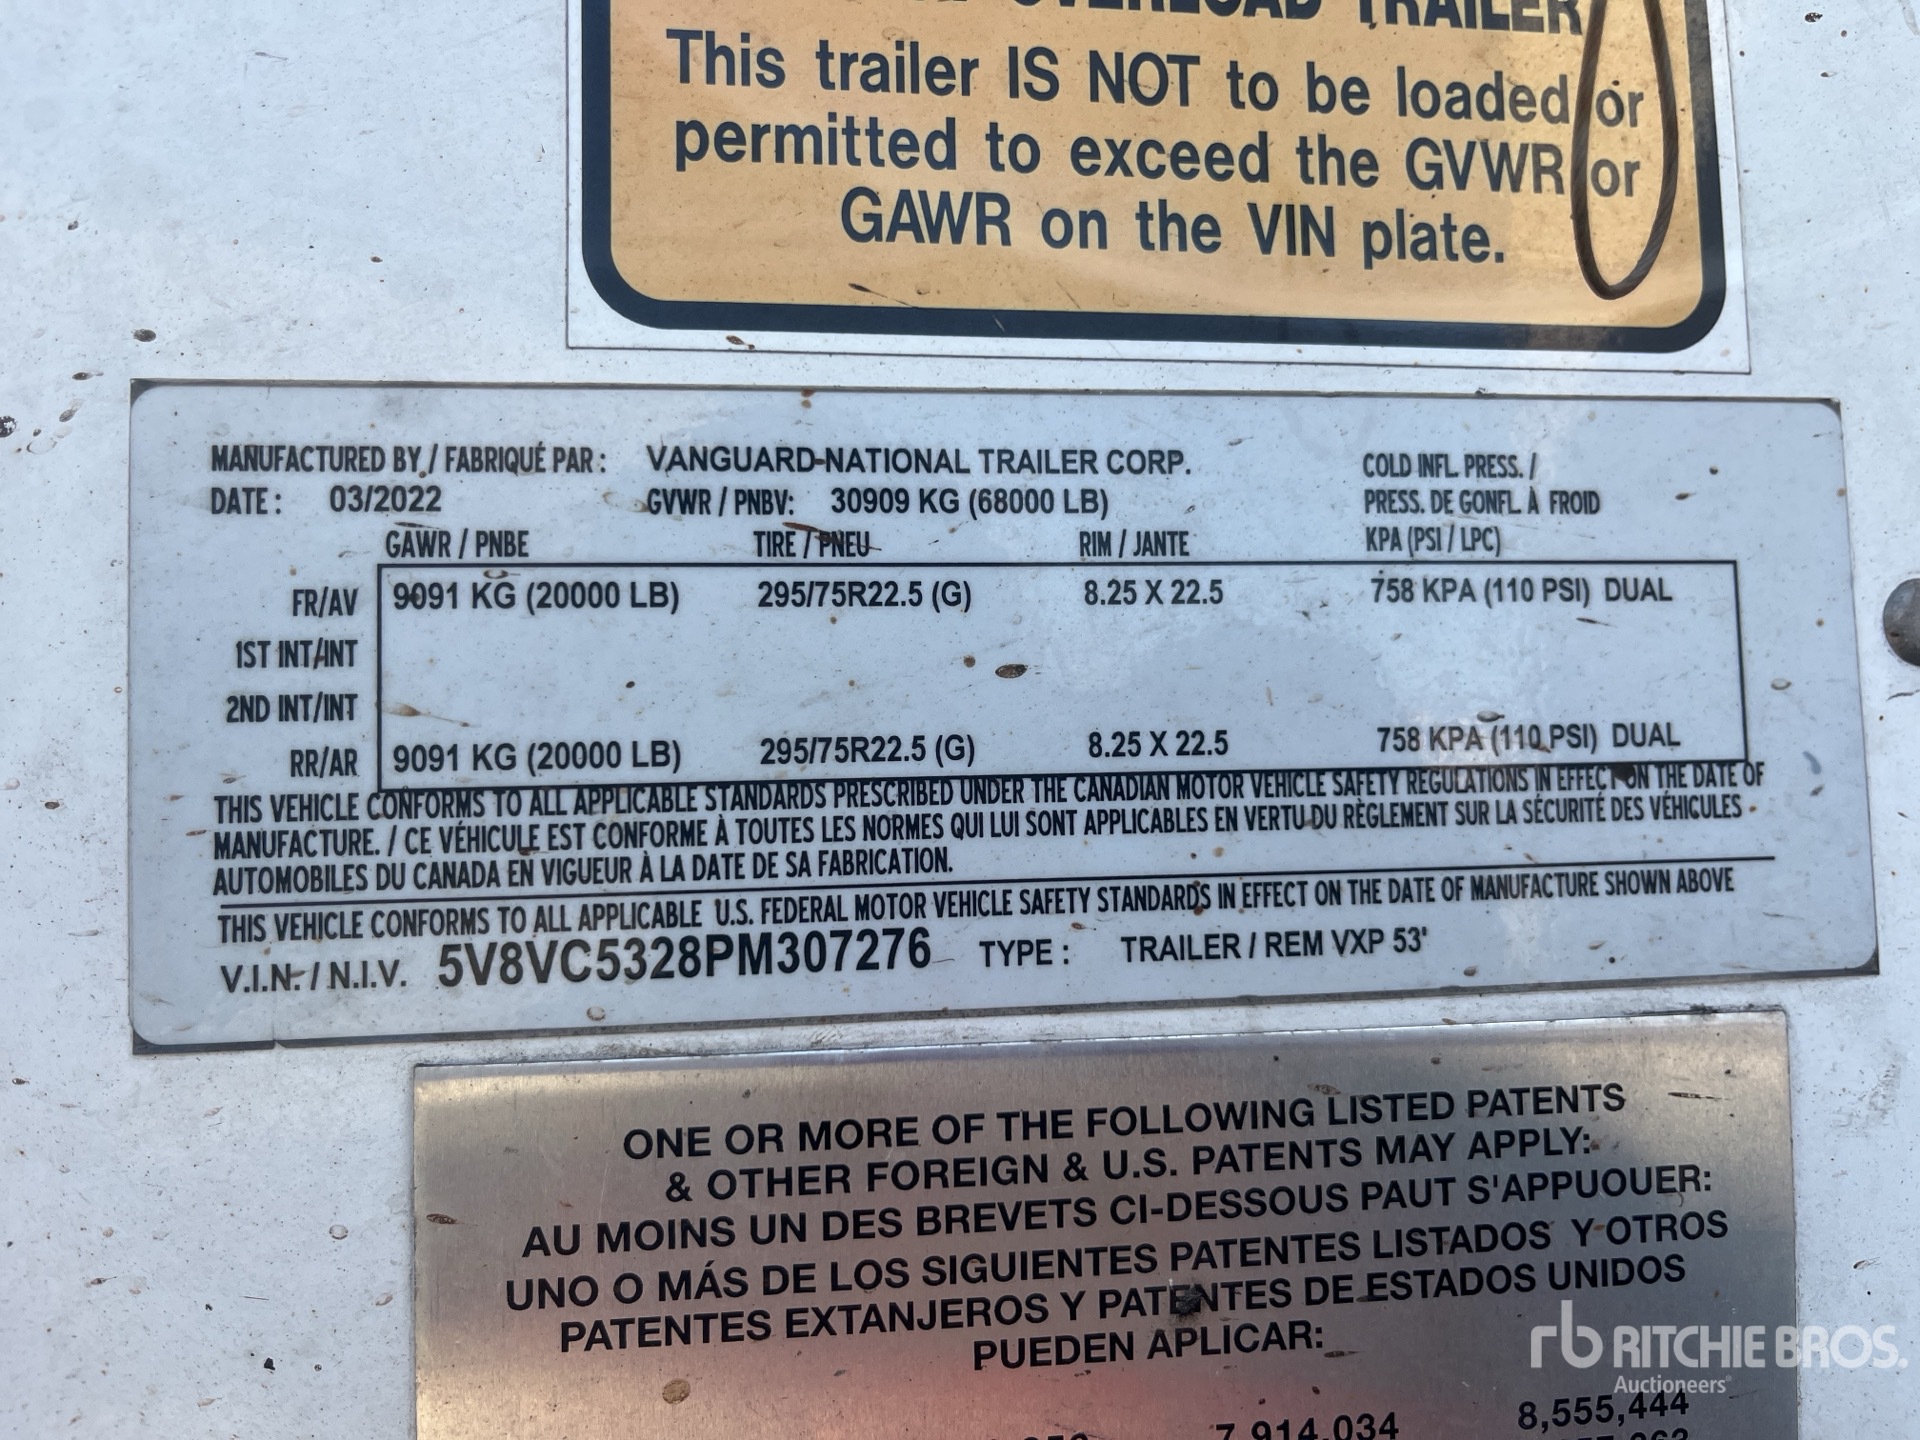 OVERLOAD TRAILER
This trailer IS NOT to be loaded or
permitted to exceed the GVWR or
GAWR on the VIN plate.
MANUFACTURED BY / FABRIQUÉ PAR : VANGUARD-NATIONAL TRAILER CORP. COLD INFL. PRESS. /
DATE : 03/2022 GVWR / PNBV: 30909 KG (68000 LB) PRESS. DE GONFL. À FROID
GAWR / PNBE TIRE / PNEU RIM / JANTE KPA (PSI / LPC)
FR/AV 9091 KG (20000 LB) 295/75R22.5 (G) 8.25 X 22.5 758 KPA (110 PSI) DUAL
1ST INT/INT
2ND INT/INT
RR/AR 9091 KG (20000 LB) 295/75R22.5 (G) 8.25 X 22.5 758 KPA (110 PSI) DUAL
THIS VEHICLE CONFORMS TO ALL APPLICABLE STANDARDS PRESCRIBED UNDER THE CANADIAN MOTOR VEHICLE SAFETY REGULATIONS IN EFFECT ON THE DATE OF
MANUFACTURE. / CE VÉHICULE EST CONFORME À TOUTES LES NORMES QUI LUI SONT APPLICABLES EN VERTU DU RÈGLEMENT SUR LA SÉCURITÉ DES VÉHICULES
AUTOMOBILES DU CANADA EN VIGUEUR À LA DATE DE SA FABRICATION.
THIS VEHICLE CONFORMS TO ALL APPLICABLE U.S. FEDERAL MOTOR VEHICLE SAFETY STANDARDS IN EFFECT ON THE DATE OF MANUFACTURE SHOWN ABOVE
V.I.N. / N.I.V. 5V8VC5328PM307276 TYPE : TRAILER / REM VXP 53'
ONE OR MORE OF THE FOLLOWING LISTED PATENTS
& OTHER FOREIGN & U.S. PATENTS MAY APPLY:
AU MOINS UN DES BREVETS CI-DESSOUS PAUT S'APPUOUER:
UNO O MÁS DE LOS SIGUIENTES PATENTES LISTADOS Y OTROS
PATENTES EXTANJEROS Y PATENTES DE ESTADOS UNIDOS
PUEDEN APLICAR:
7,914,034 8,555,444
rb RITCHIE BROS.
Auctioneers